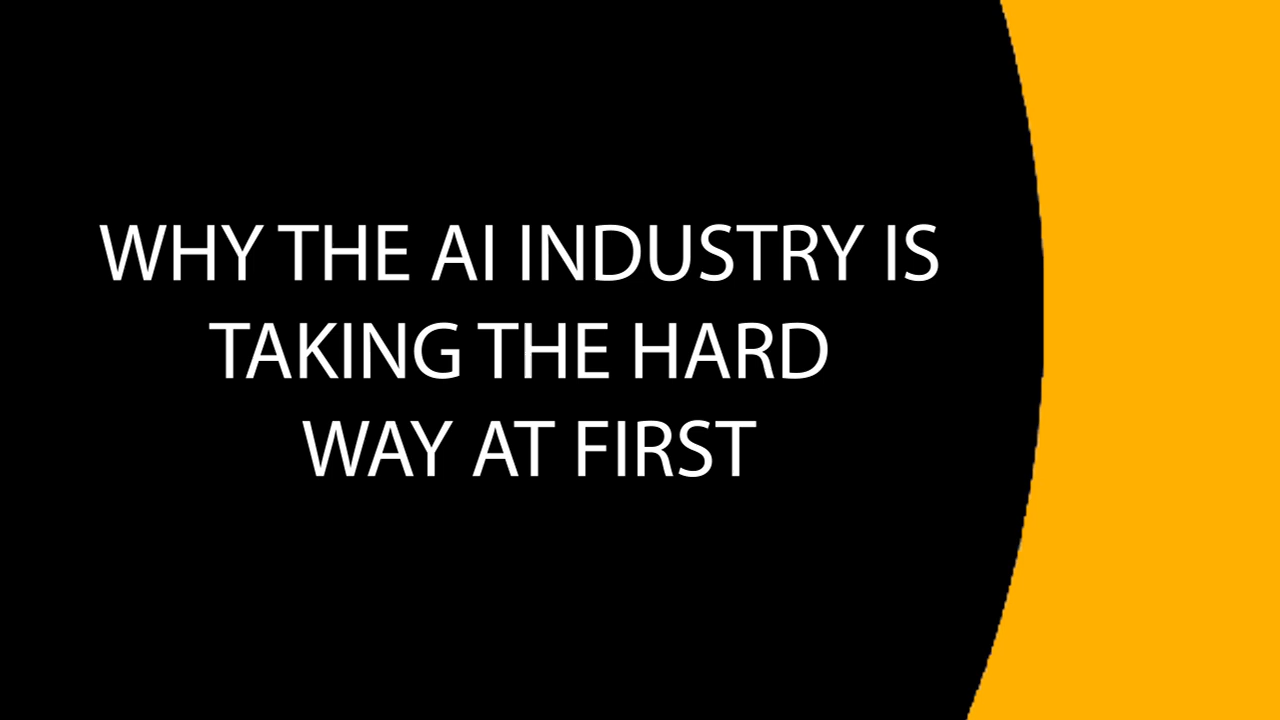 WHY THE AI INDUSTRY IS
TAKING THE HARD
WAY AT FIRST